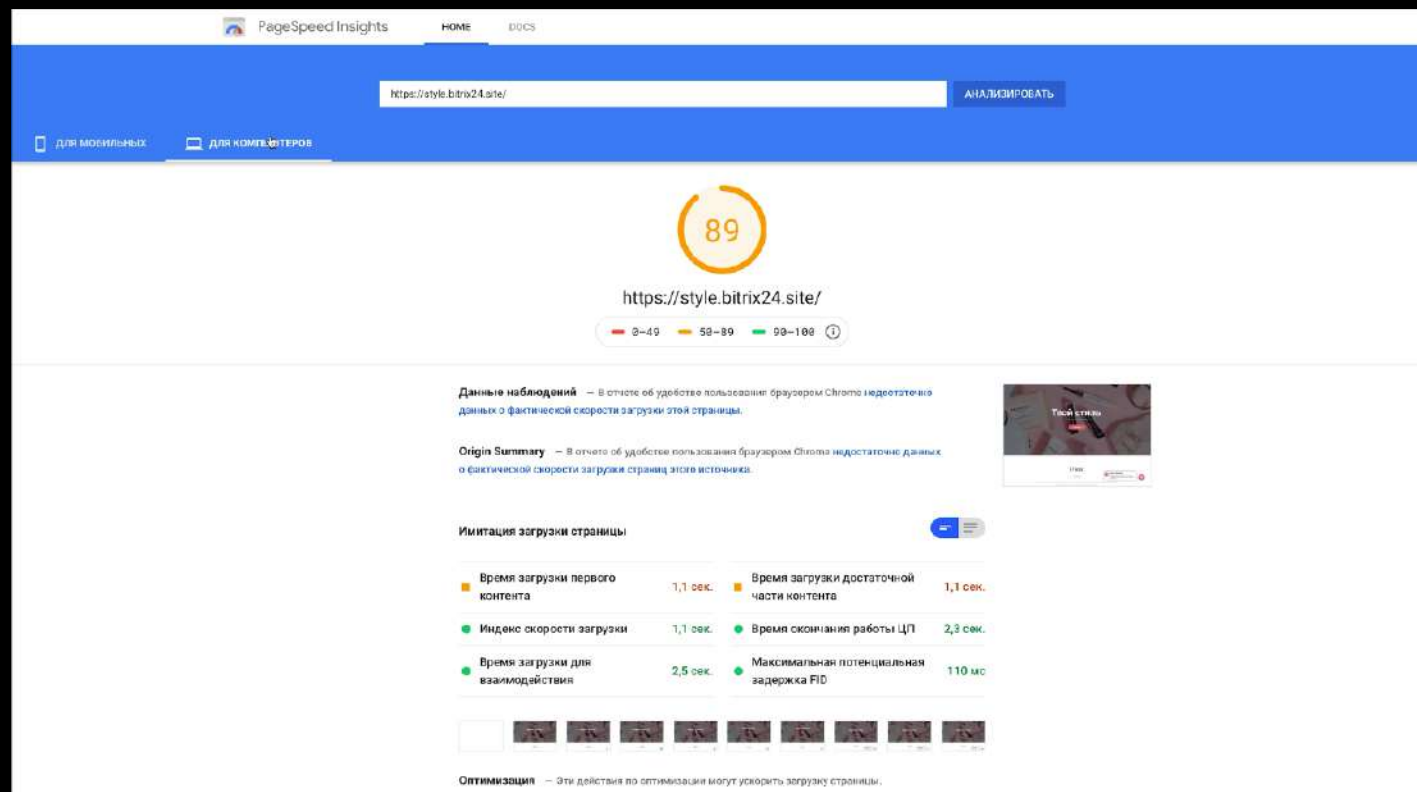 PageSpeed Insights
HOME
DOCS
https://style.bitrix24.site/
АНАЛИЗИРОВАТЬ
ДЛЯ МОБИЛЬНЫХ
ДЛЯ КОМПЬЮТЕРОВ
89
https://style.bitrix24.site/
0–49
50–89
90–100
Данные наблюдений — В отчете об удобстве пользования браузером Chrome недостаточно
данных о фактической скорости загрузки этой страницы.
Origin Summary — В отчете об удобстве пользования браузером Chrome недостаточно данных
о фактической скорости загрузки страниц этого источника.
Твой стиль
Имитация загрузки страницы
Время загрузки первого
контента
1,1 сек.
Время загрузки достаточной
части контента
1,1 сек.
Индекс скорости загрузки
1,1 сек.
Время окончания работы ЦП
2,3 сек.
Время загрузки для
взаимодействия
2,5 сек.
Максимальная потенциальная
задержка FID
110 мс
Оптимизация — Эти действия по оптимизации могут ускорить загрузку страницы.